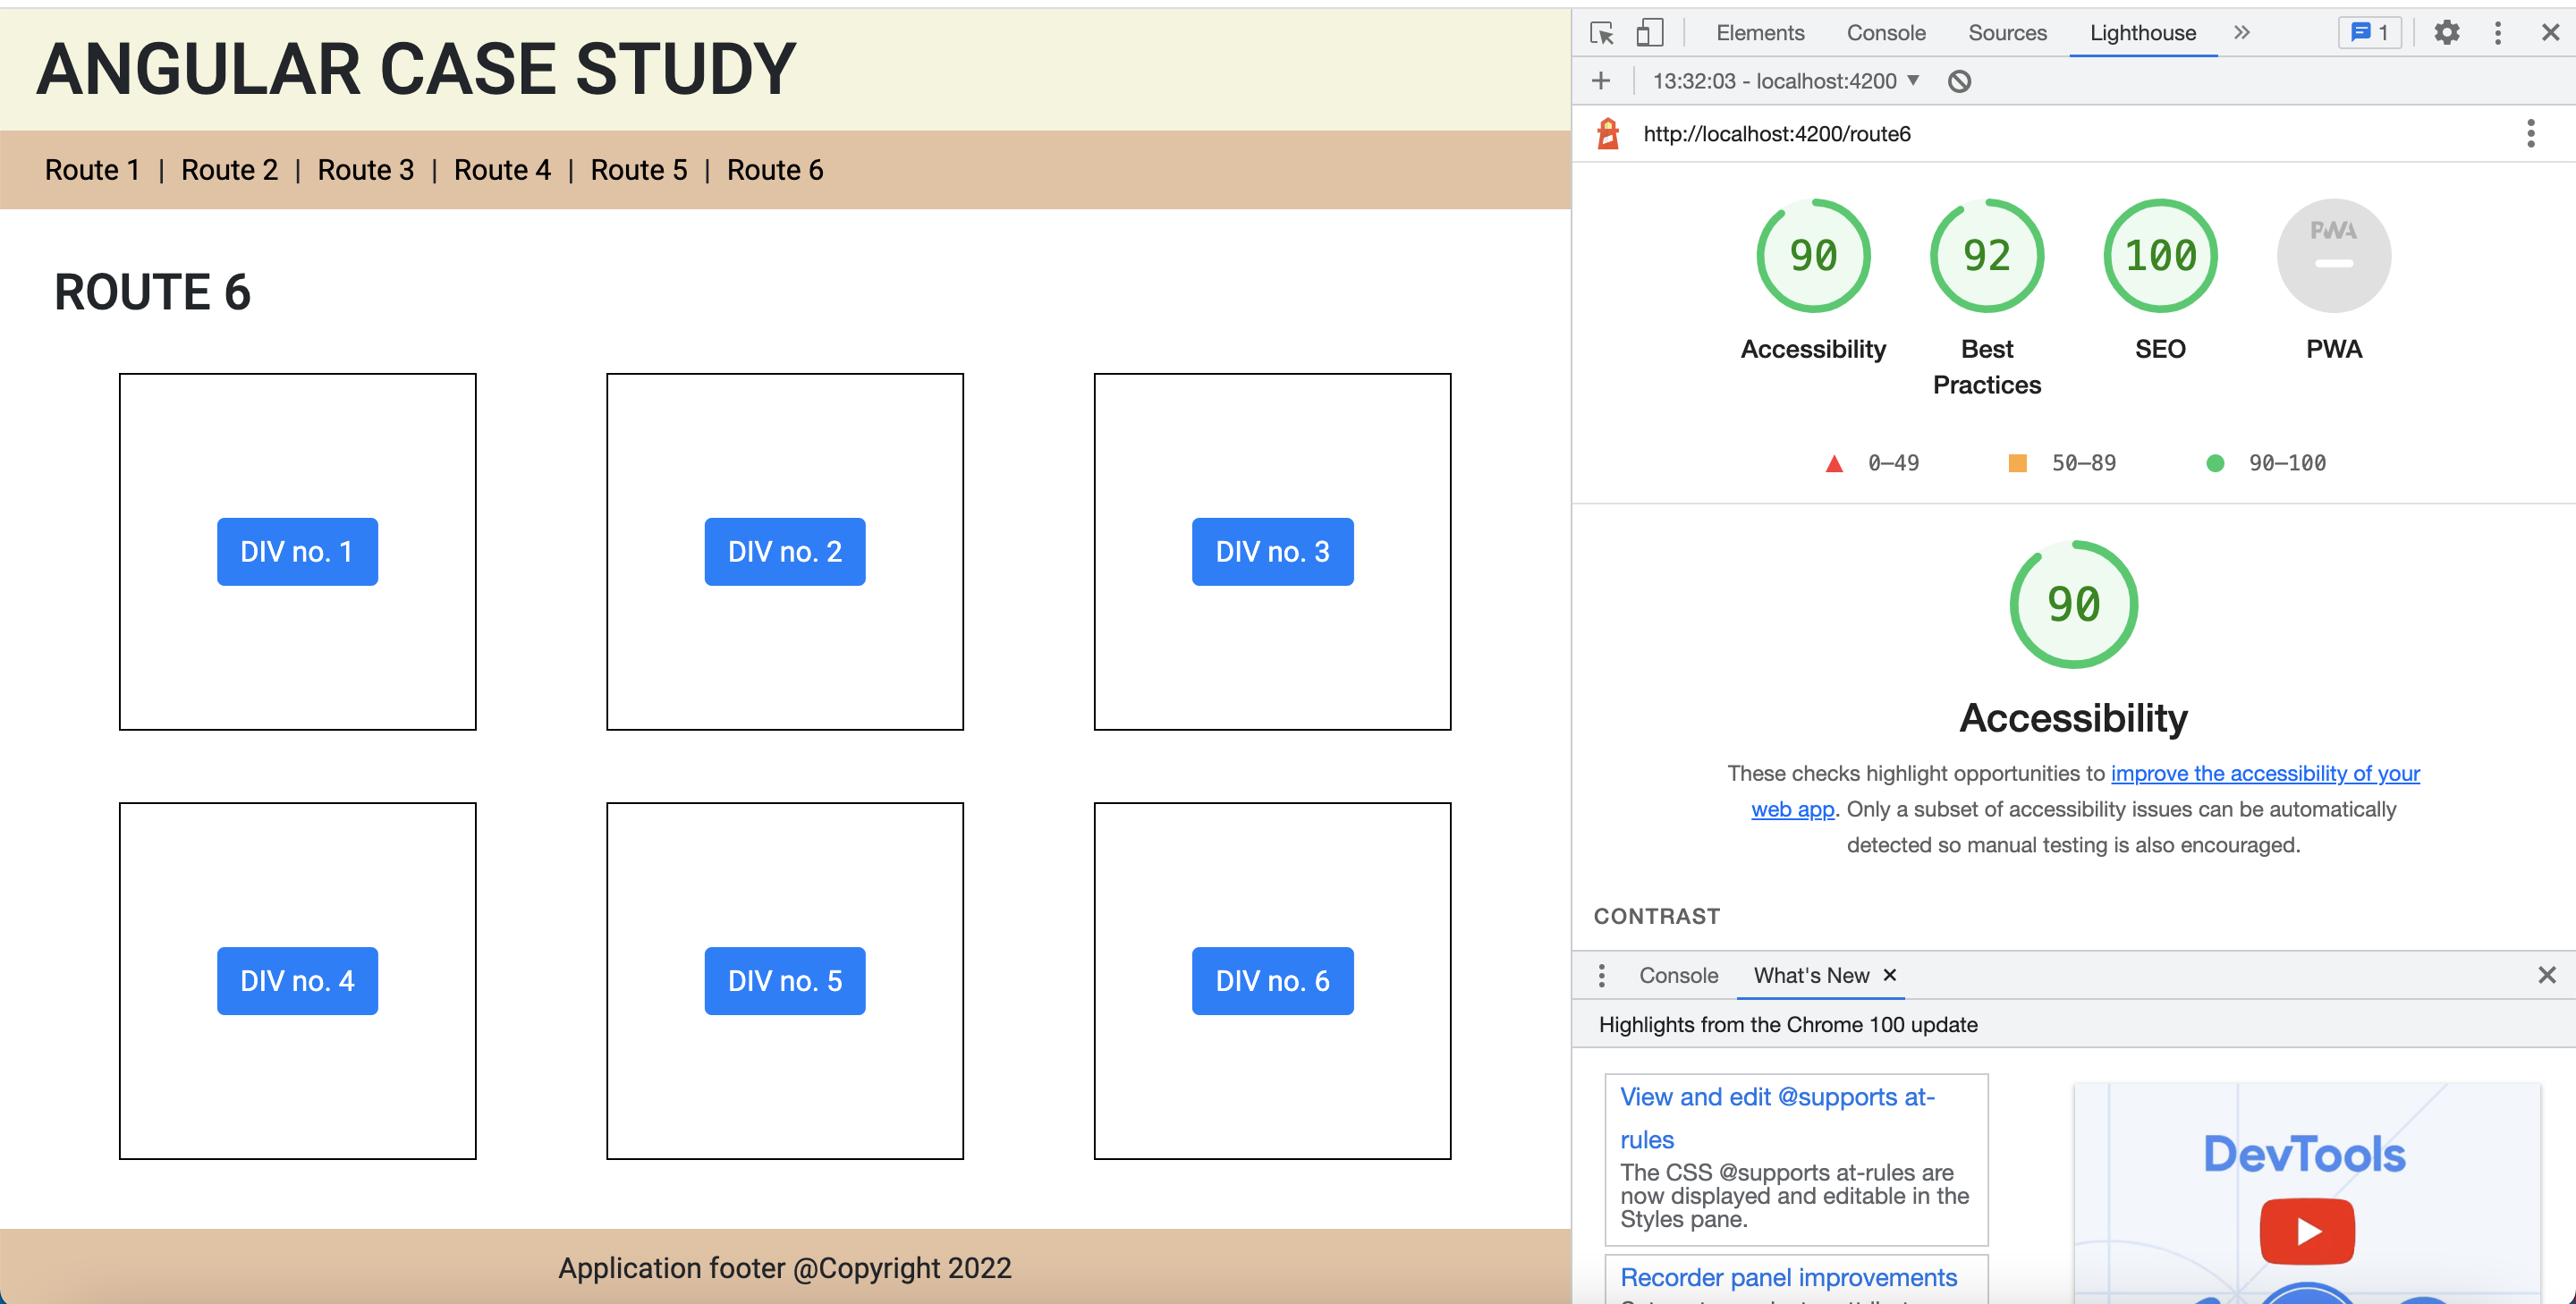 ANGULAR CASE STUDY
Route 1 | Route 2 | Route 3 | Route 4 | Route 5 | Route 6
ROUTE 6
DIV no. 1
DIV no. 2
DIV no. 3
DIV no. 4
DIV no. 5
DIV no. 6
Application footer @Copyright 2022
Elements Console Sources Lighthouse » 1
13:32:03 - localhost:4200
http://localhost:4200/route6
90
Accessibility
92
Best
Practices
100
SEO
PWA
PWA
0–49 50–89 90–100
90
Accessibility
These checks highlight opportunities to improve the accessibility of your
web app. Only a subset of accessibility issues can be automatically
detected so manual testing is also encouraged.
CONTRAST
Console What's New
Highlights from the Chrome 100 update
View and edit @supports at-
rules
The CSS @supports at-rules are
now displayed and editable in the
Styles pane.
Recorder panel improvements
DevTools